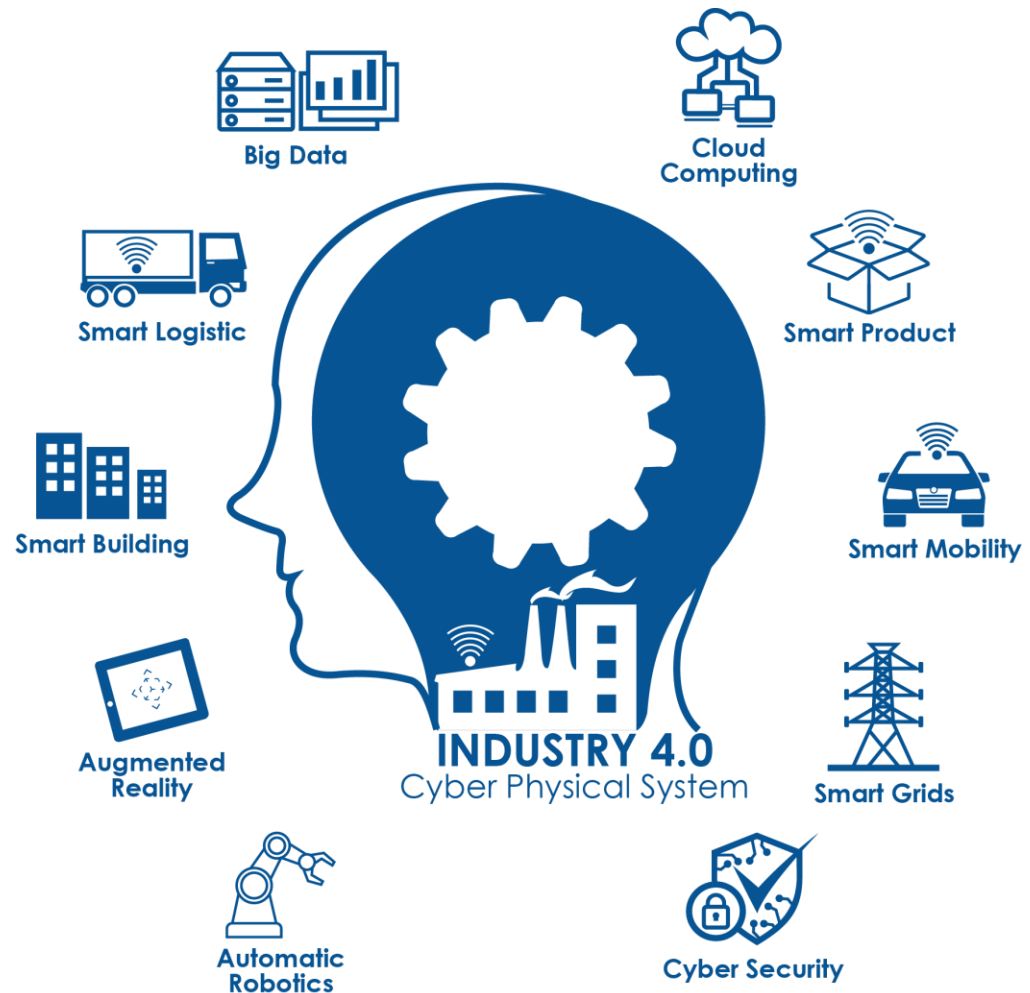 Big Data
Cloud
Computing
Smart Logistic
Smart Product
Smart Building
Smart Mobility
Augmented
Reality
INDUSTRY 4.0
Cyber Physical System
Smart Grids
Automatic
Robotics
Cyber Security